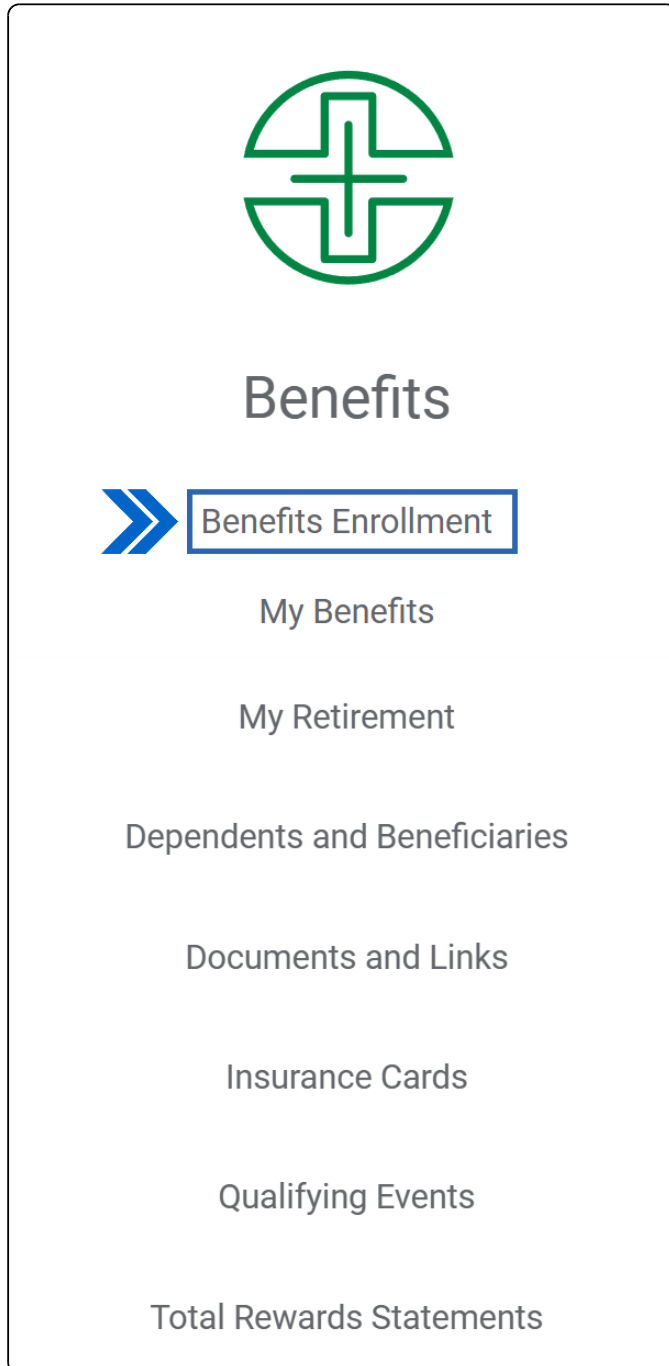 Benefits
Benefits Enrollment
My Benefits
My Retirement
Dependents and Beneficiaries
Documents and Links
Insurance Cards
Qualifying Events
Total Rewards Statements